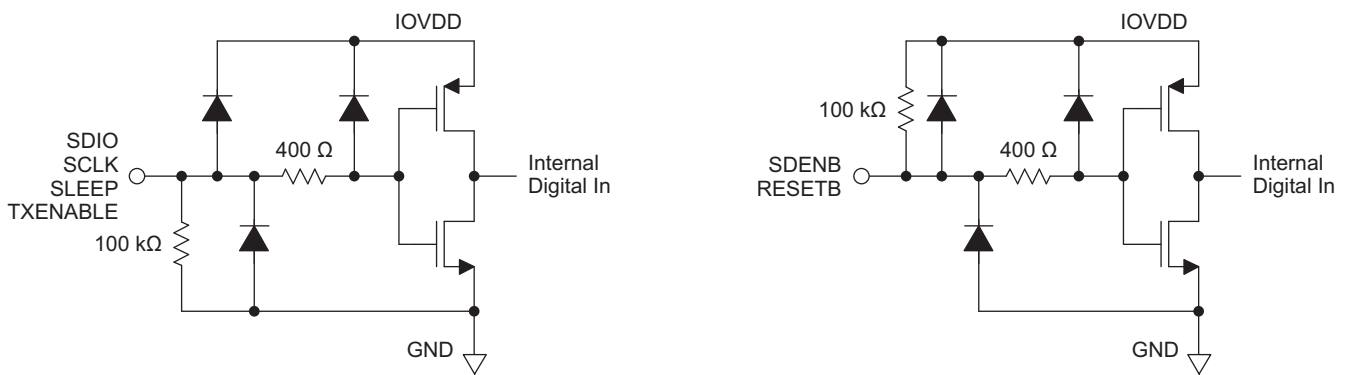 IOVDD
SDIO
SCLK
SLEEP
TXENABLE
400 Ω
100 kΩ
Internal
Digital In
GND
IOVDD
100 kΩ
SDENB
RESETB
400 Ω
Internal
Digital In
GND